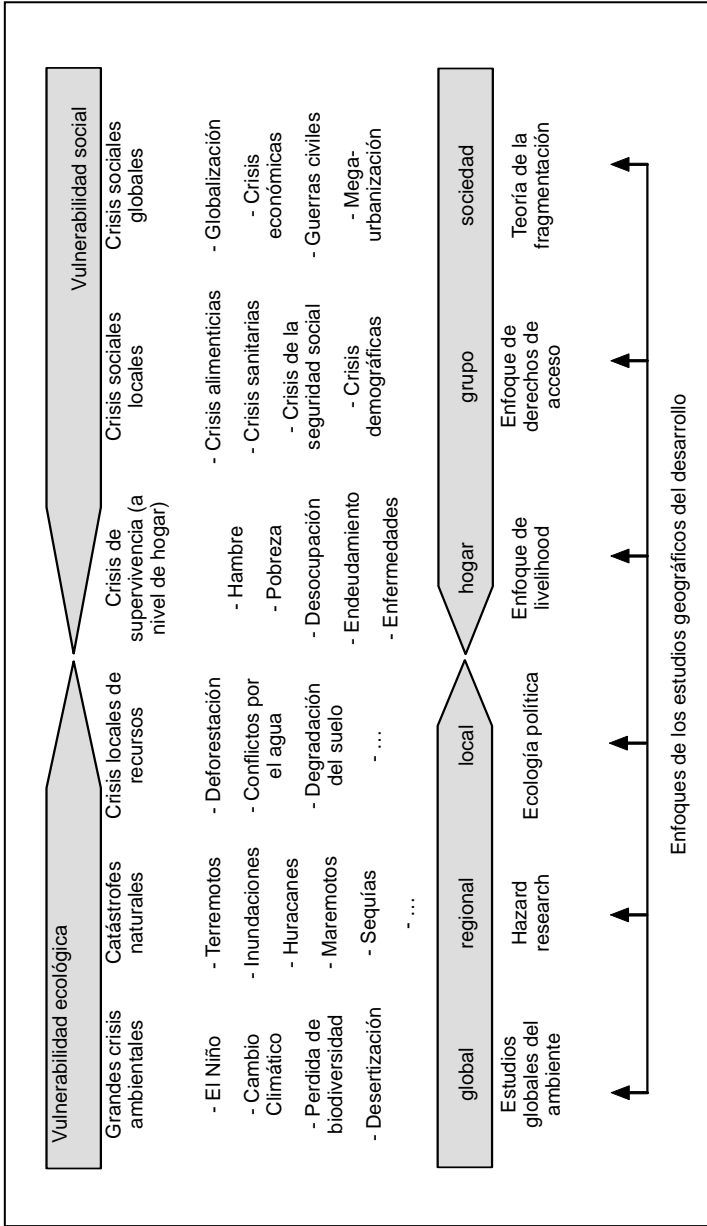 Vulnerabilidad ecológica
Vulnerabilidad social
Grandes crisis
ambientales
Catástrofes
naturales
Crisis locales de
recursos
Crisis de
supervivencia (a
nivel de hogar)
Crisis sociales
locales
Crisis sociales
globales
- El Niño
- Cambio
Climático
- Perdida de
biodiversidad
- Desertización
- Terremotos
- Inundaciones
- Huracanes
- Maremotos
- Sequías
- ...
- Deforestación
- Conflictos por
el agua
- Degradación
del suelo
- ...
- Hambre
- Pobreza
- Desocupación
- Endeudamiento
- Enfermedades
- Crisis alimenticias
- Crisis sanitarias
- Crisis de la
seguridad social
- Crisis
demográficas
- Globalización
- Crisis
económicas
- Guerras civiles
- Mega-
urbanización
global
regional
local
hogar
grupo
sociedad
Estudios
globales del
ambiente
Hazard
research
Ecología política
Enfoque de
livelihood
Enfoque de
derechos de
acceso
Teoría de la
fragmentación
Enfoques de los estudios geográficos del desarrollo